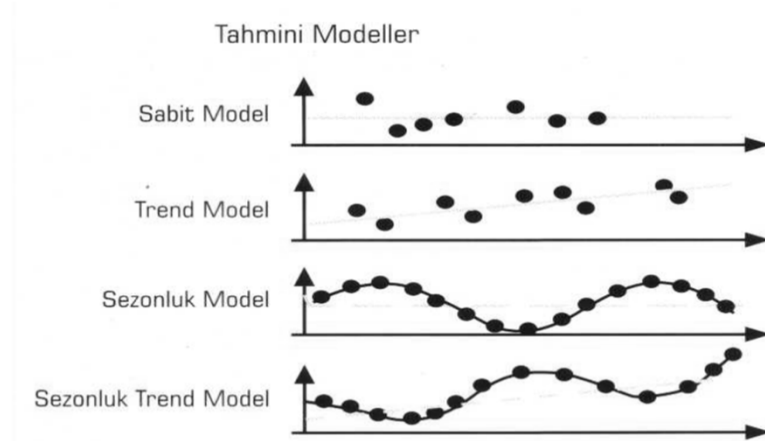 Tahmini Modeller
Sabit Model
Trend Model
Sezonluk Model
Sezonluk Trend Model